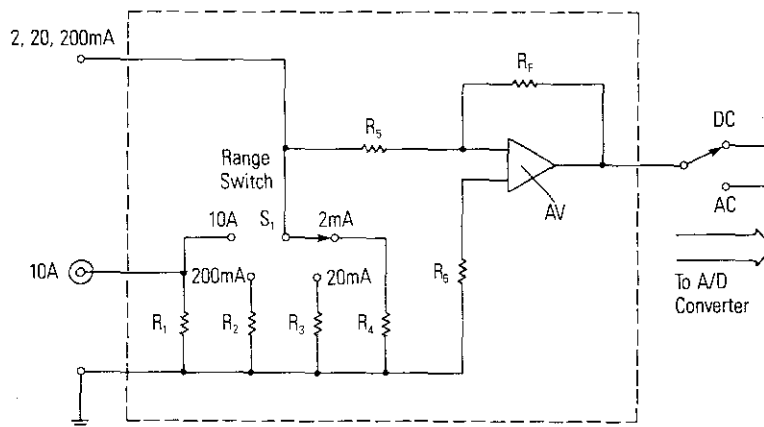 2, 20, 200mA
R_F
R_5
DC
Range
Switch
AV
10A
S_1
2mA
AC
10A
200mA
20mA
R_6
To A/D
Converter
R_1
R_2
R_3
R_4